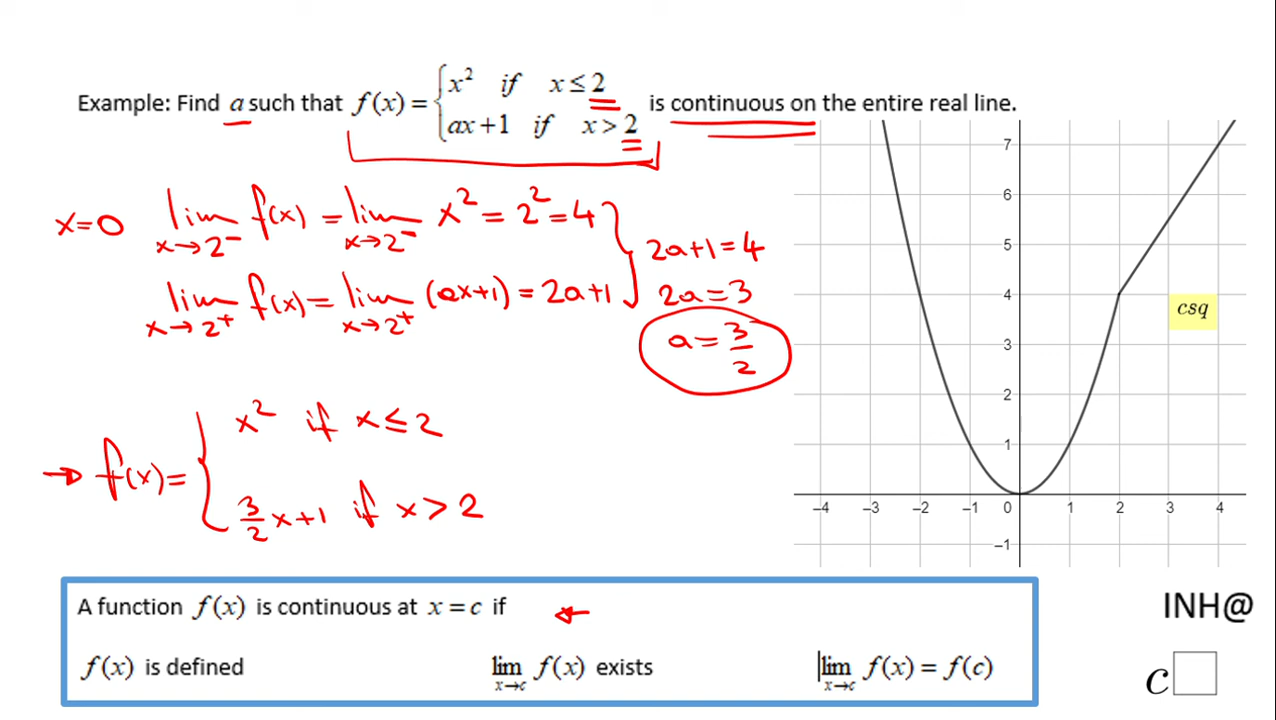 Example: Find a such that f(x) = { x² if x ≤ 2 is continuous on the entire real line.
ax+1 if x > 2
x=0 lim x→2⁻ f(x) = lim x→2⁻ x² = 2² = 4
lim x→2⁺ f(x) = lim x→2⁺ (ax+1) = 2a+1
2a+1=4
2a=3
a=3/2
→ f(x)= { x² if x≤2
3/2x+1 if x>2
7
6
5
4
3
2
1
-1
-4 -3 -2 -1 0 1 2 3 4
csq
A function f(x) is continuous at x = c if ←
f(x) is defined lim x→c f(x) exists lim x→c f(x) = f(c)
INH@
c